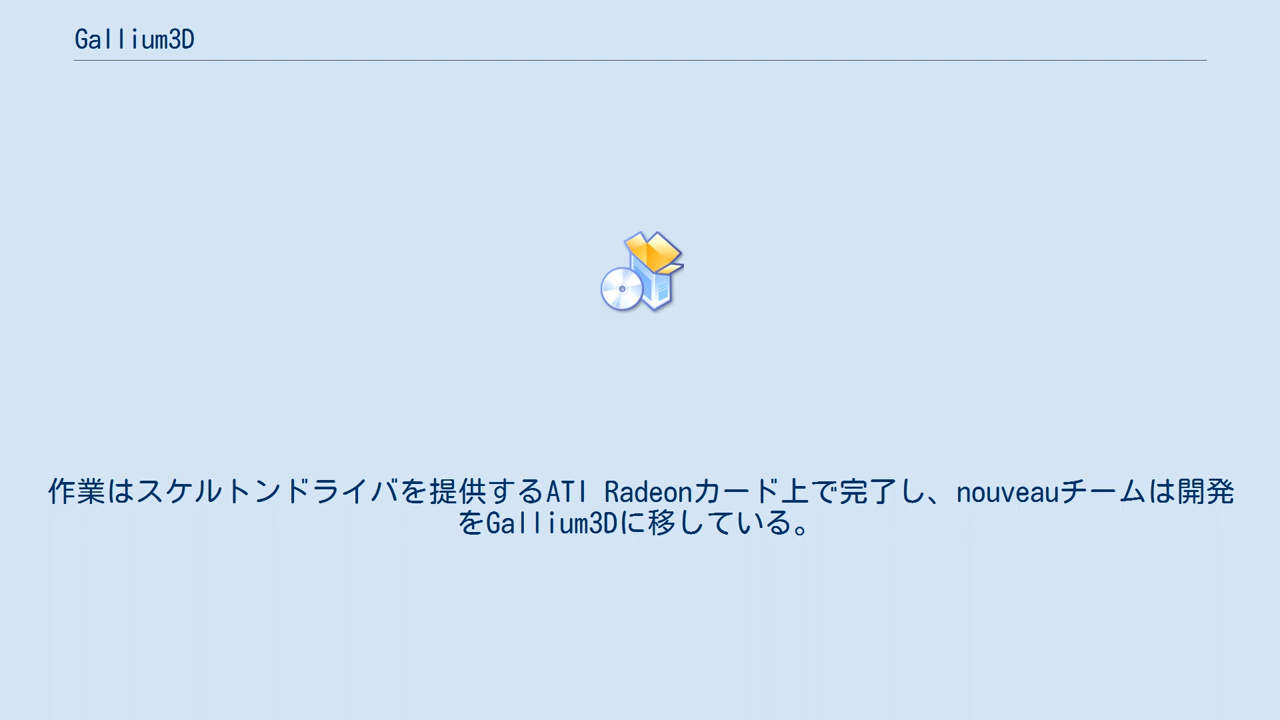 Gallium3D
作業はスケルトンドライバを提供するATI Radeonカード上で完了し、nouveauチームは開発
をGallium3Dに移している。